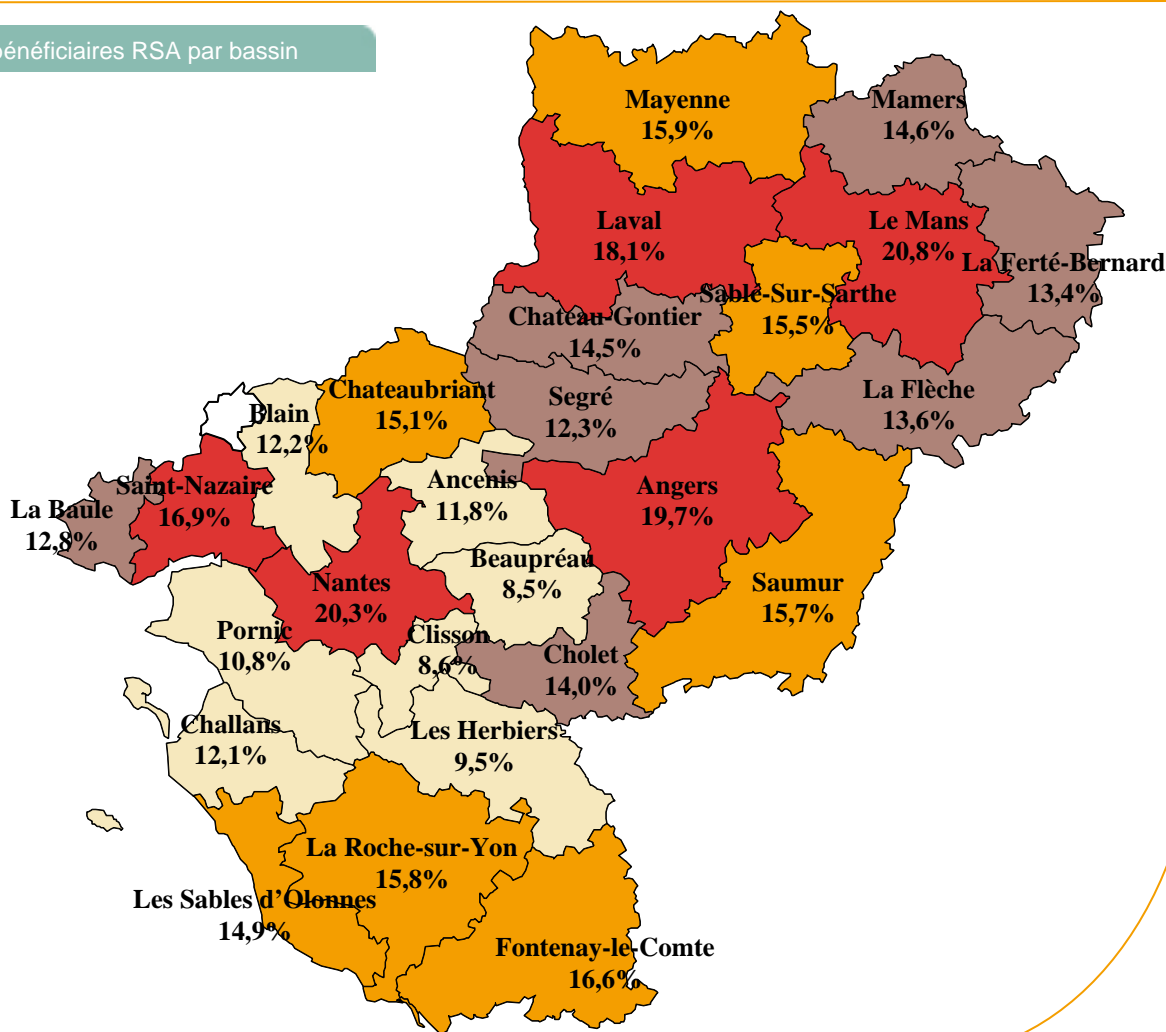 bénéficiaires RSA par bassin
Mayenne
15,9%
Mamers
14,6%
Laval
18,1%
Le Mans
20,8%
La Ferté-Bernard
13,4%
Sablé-Sur-Sarthe
15,5%
Chateau-Gontier
14,5%
Chateaubriant
15,1%
Segré
12,3%
La Flèche
13,6%
Blain
12,2%
Ancenis
11,8%
Angers
19,7%
Saint-Nazaire
16,9%
La Baule
12,8%
Beaupréau
8,5%
Nantes
20,3%
Saumur
15,7%
Pornic
10,8%
Clisson
8,6%
Cholet
14,0%
Challans
12,1%
Les Herbiers
9,5%
La Roche-sur-Yon
15,8%
Les Sables d'Olonnes
14,9%
Fontenay-le-Comte
16,6%